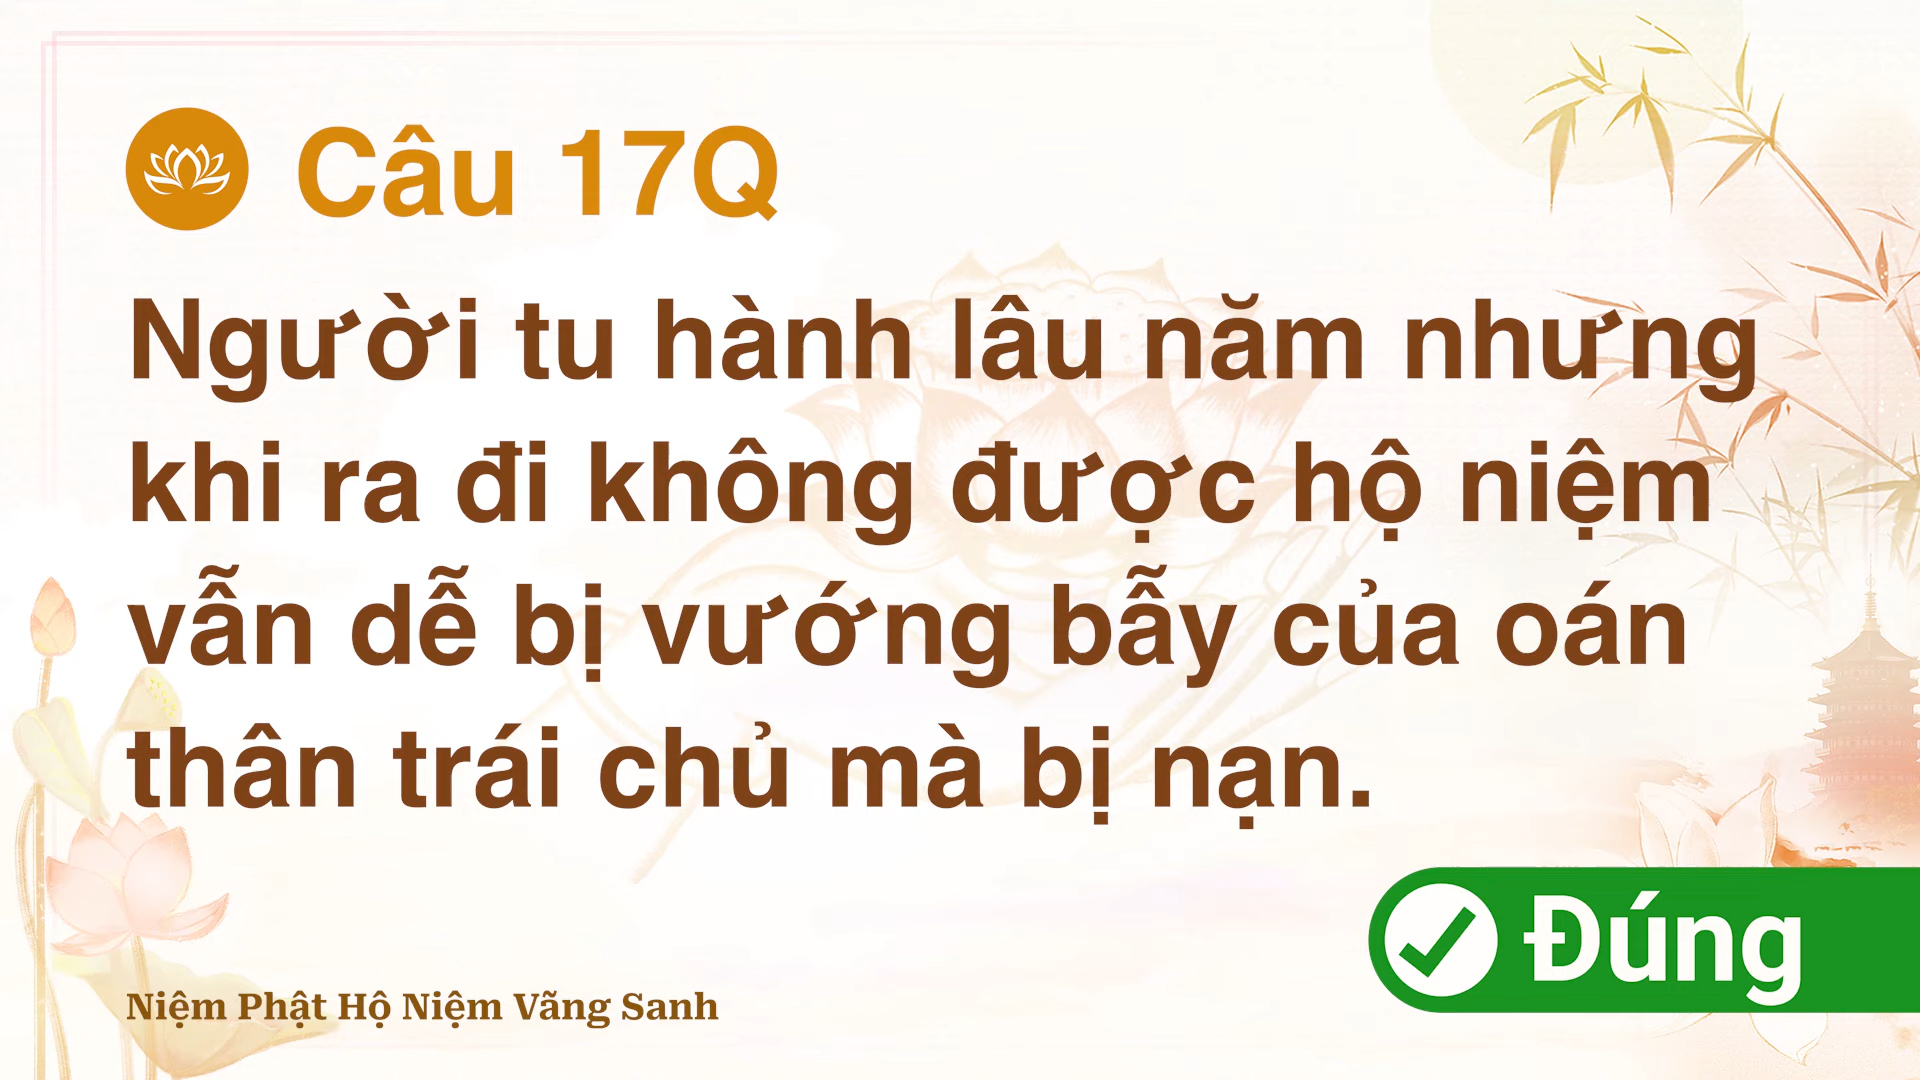 Câu 17Q
Người tu hành lâu năm nhưng
khi ra đi không được hộ niệm
vẫn dễ bị vướng bẫy của oán
thân trái chủ mà bị nạn.
Đúng
Niệm Phật Hộ Niệm Vãng Sanh